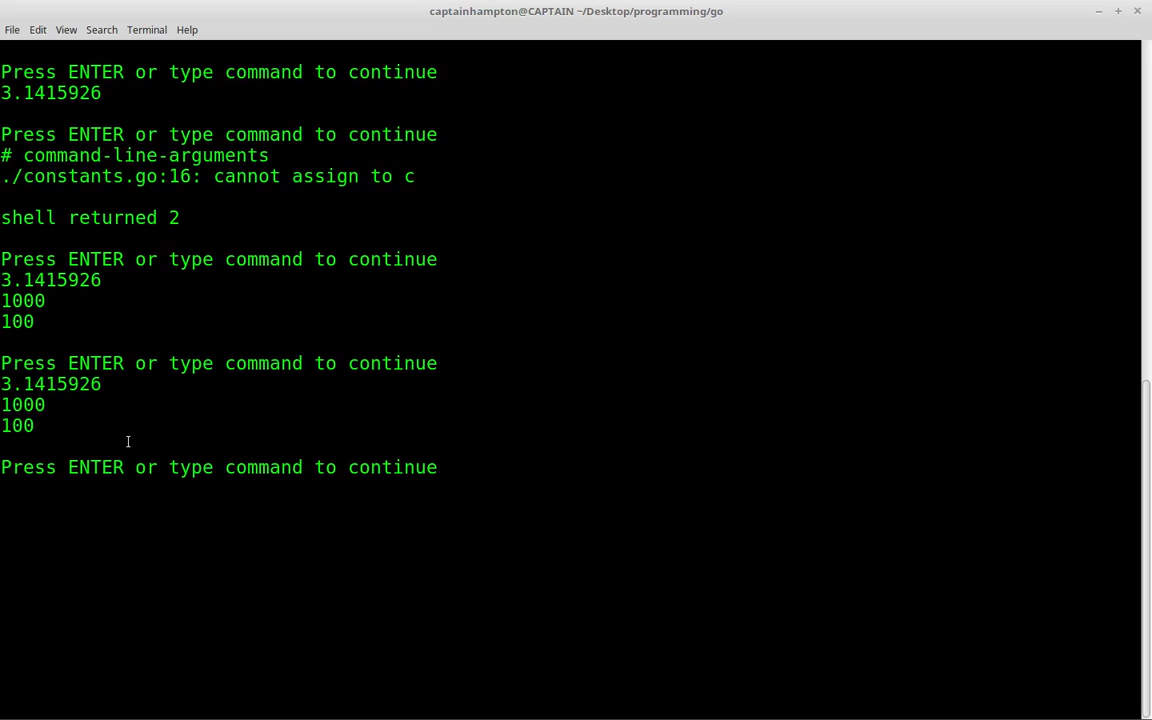 captainhampton@CAPTAIN ~/Desktop/programming/go
File Edit View Search Terminal Help
Press ENTER or type command to continue
3.1415926
Press ENTER or type command to continue
# command-line-arguments
./constants.go:16: cannot assign to c
shell returned 2
Press ENTER or type command to continue
3.1415926
1000
100
Press ENTER or type command to continue
3.1415926
1000
100
Press ENTER or type command to continue